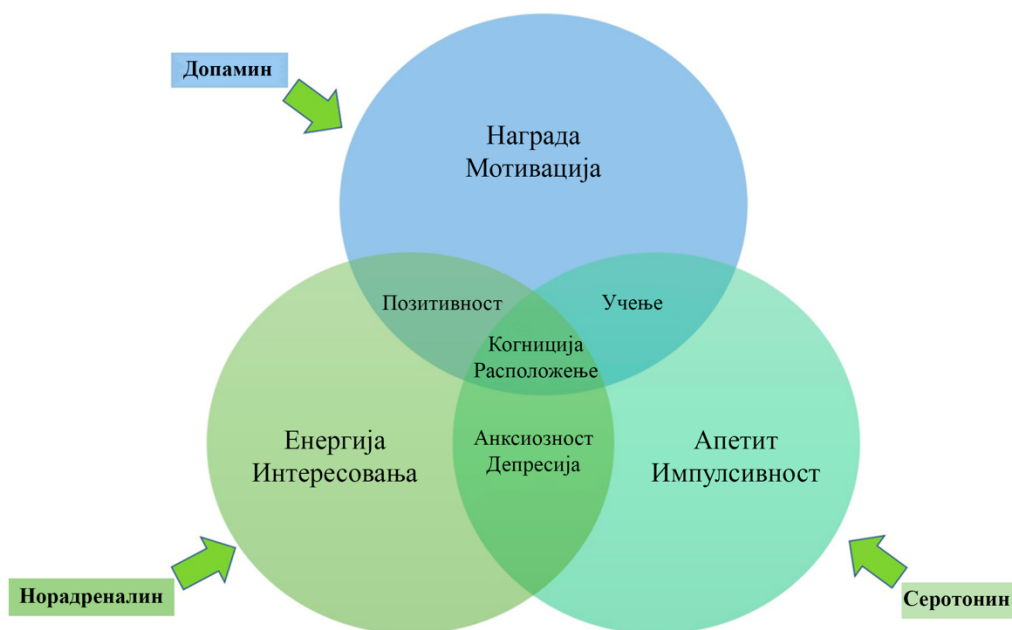 Допамин
Награда
Мотивација
Позитивност
Учење
Когниција
Расположење
Енергија
Интересовања
Анксиозност
Депресија
Апетит
Импулсивност
Норадреналин
Серотонин